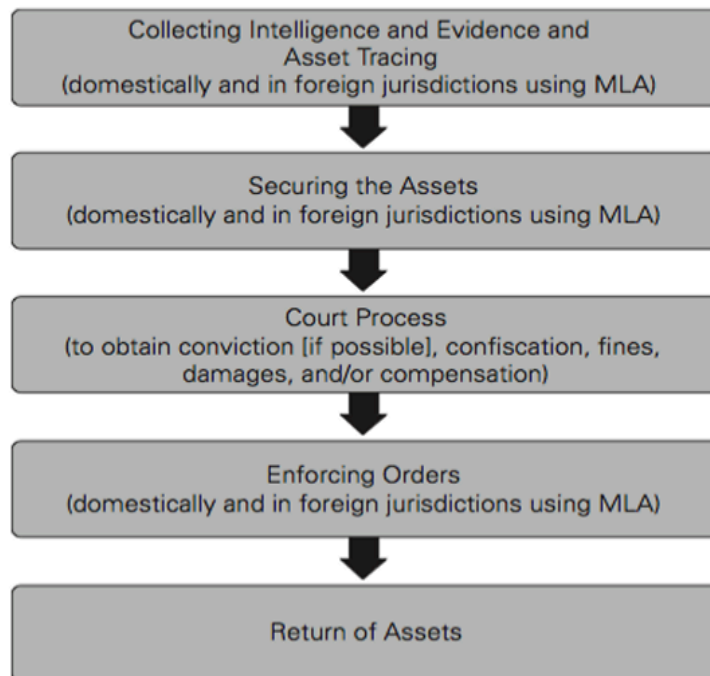 Collecting Intelligence and Evidence and
Asset Tracing
(domestically and in foreign jurisdictions using MLA)
Securing the Assets
(domestically and in foreign jurisdictions using MLA)
Court Process
(to obtain conviction [if possible], confiscation, fines,
damages, and/or compensation)
Enforcing Orders
(domestically and in foreign jurisdictions using MLA)
Return of Assets